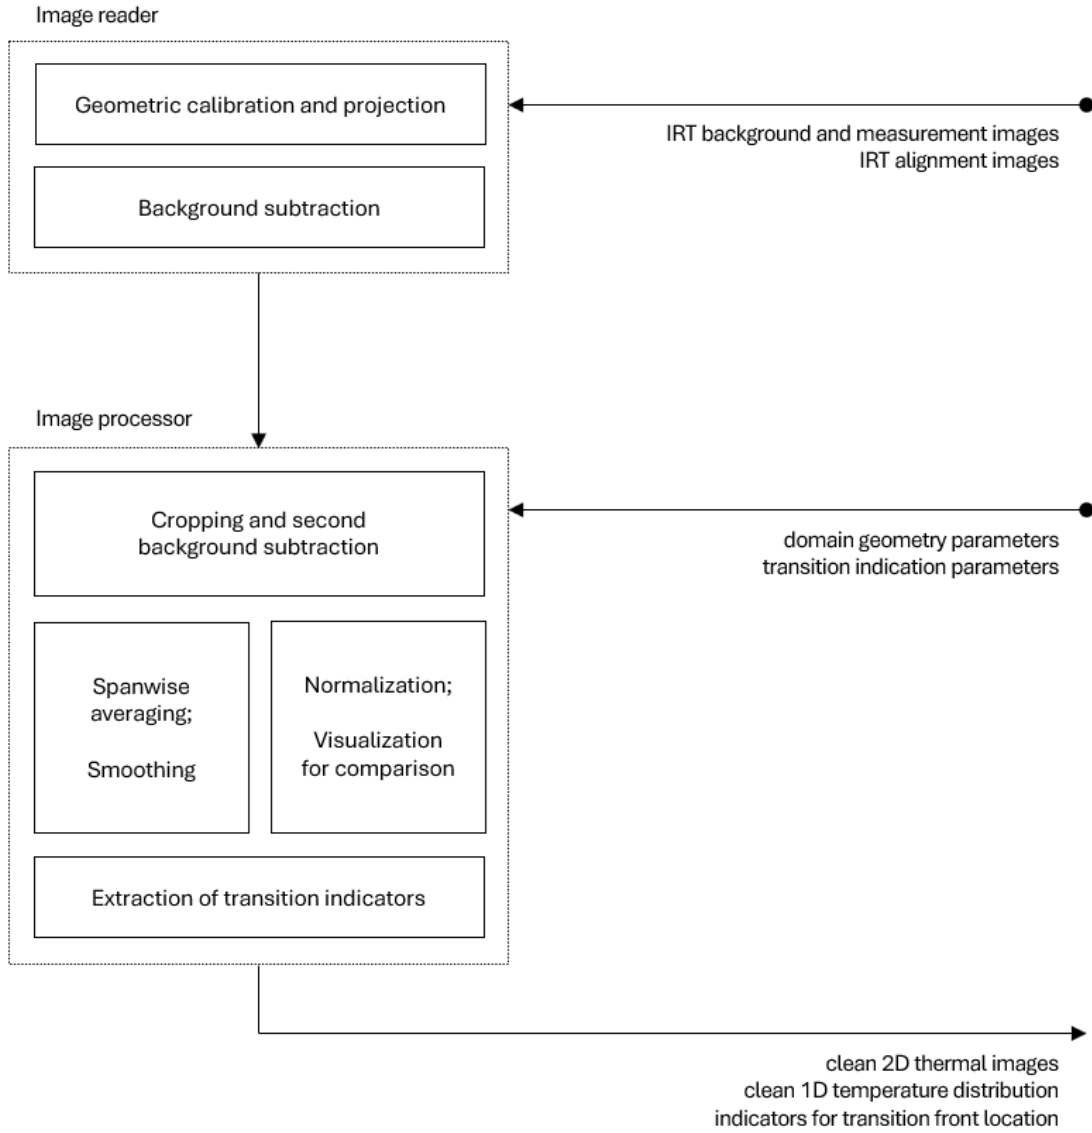 Image reader
Geometric calibration and projection
IRT background and measurement images
IRT alignment images
Background subtraction
Image processor
Cropping and second
background subtraction
domain geometry parameters
transition indication parameters
Spanwise
averaging;
Smoothing
Normalization;
Visualization
for comparison
Extraction of transition indicators
clean 2D thermal images
clean 1D temperature distribution
indicators for transition front location